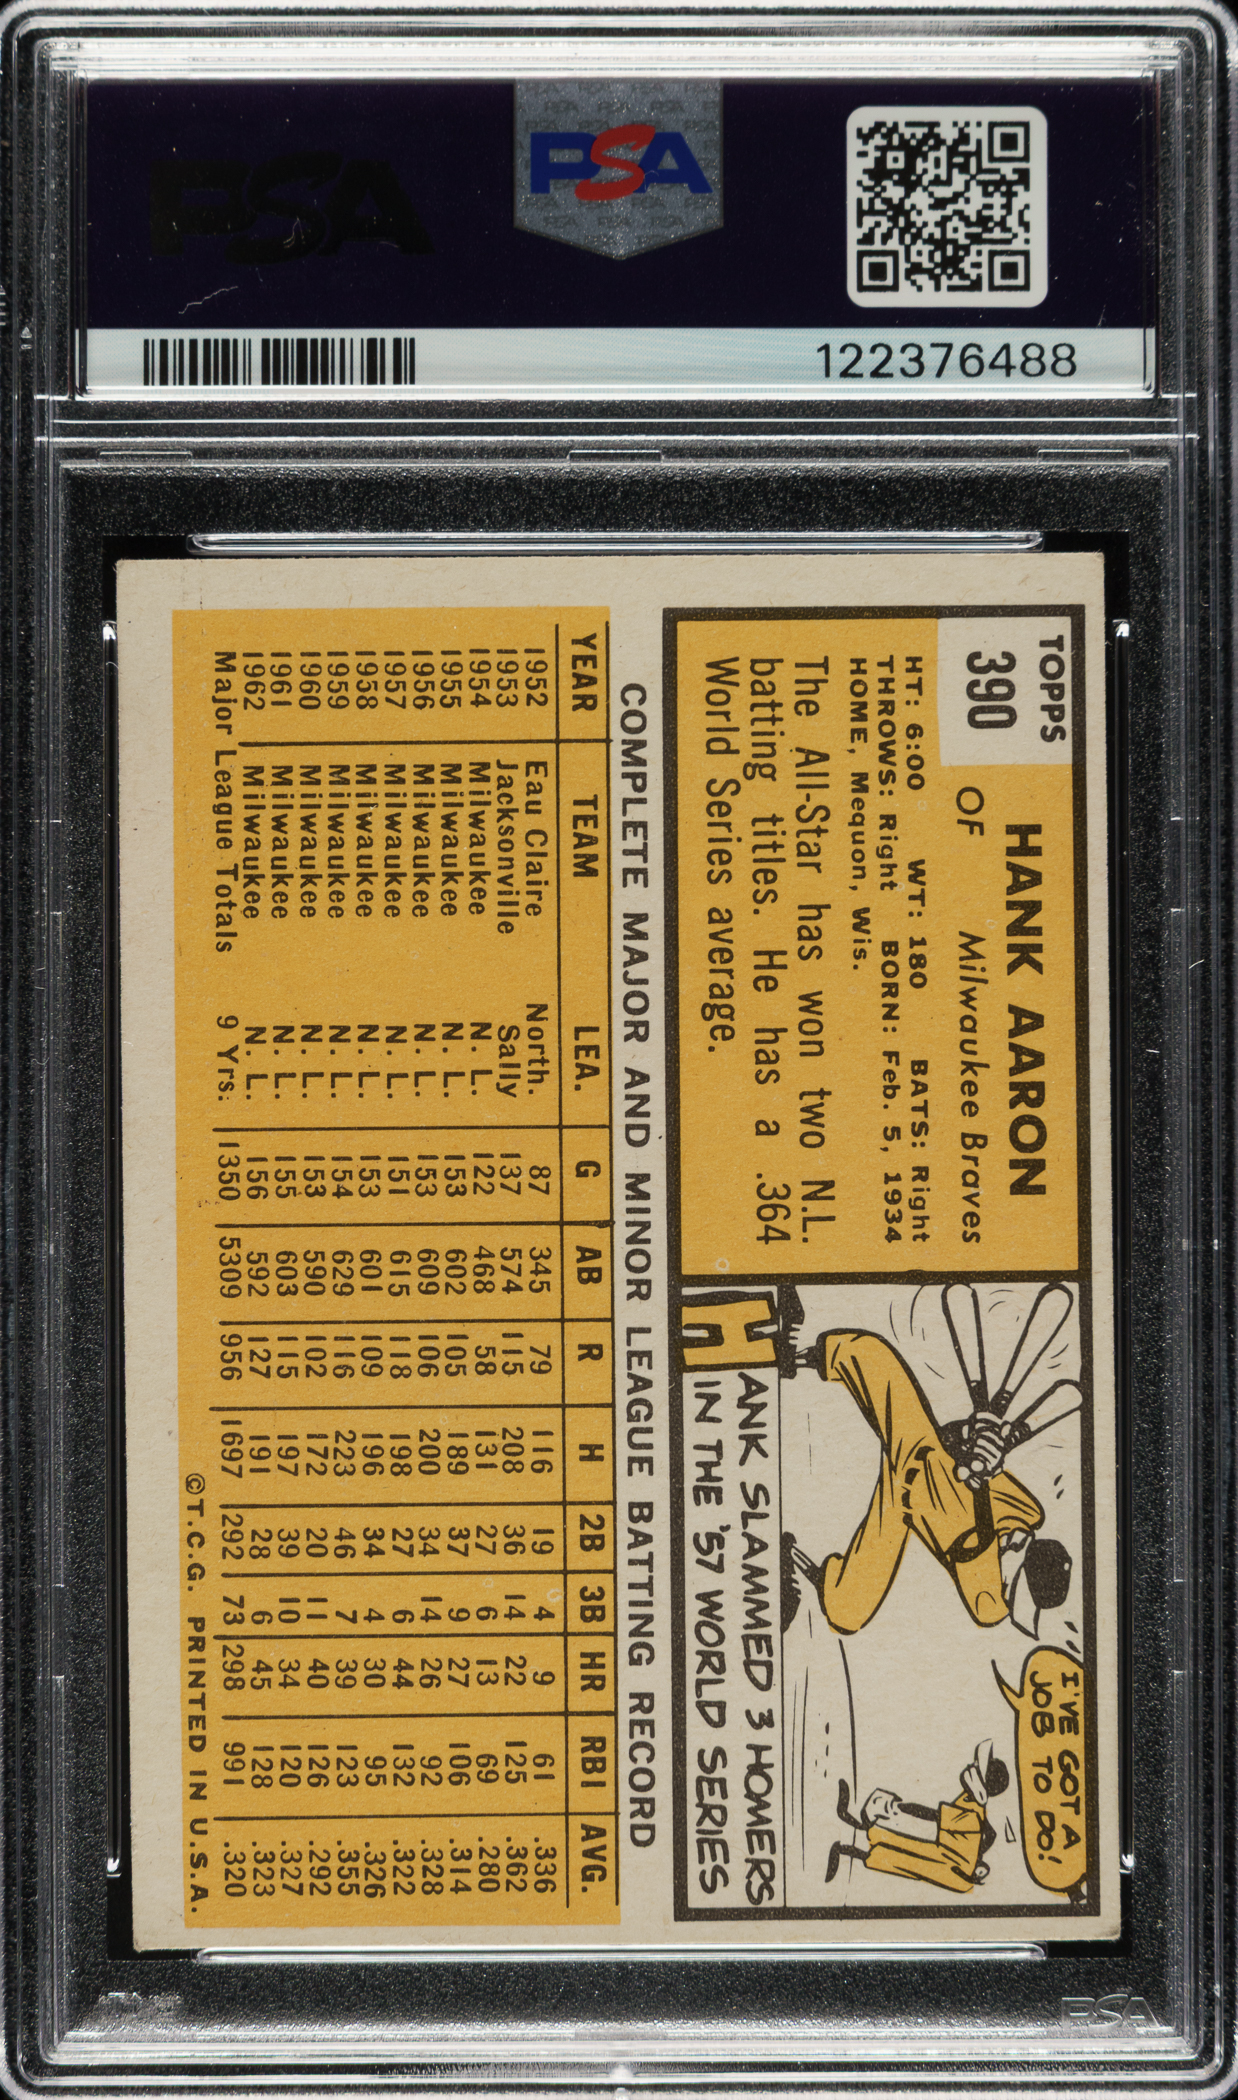 PSA
PSA
122376488
TOPPS
390
HANK AARON
OF Milwaukee Braves
HT: 6:00 WT: 180 BATS: Right
THROWS: Right BORN: Feb. 5, 1934
HOME, Mequon, Wis.
The All-Star has won two N.L.
batting titles. He has a .364
World Series average.
I'VE GOT A
JOB TO DO!
HANK SLAMMED 3 HOMERS
IN THE '57 WORLD SERIES
COMPLETE MAJOR AND MINOR LEAGUE BATTING RECORD
YEAR TEAM LEA. G AB R H 2B 3B HR RBI AVG.
1952 Eau Claire North. 87 345 79 116 19 4 9 61 .336
1953 Jacksonville Sally 137 574 115 208 36 14 22 125 .362
1954 Milwaukee N. L. 122 468 58 131 27 6 13 69 .280
1955 Milwaukee N. L. 153 602 105 189 37 9 27 106 .314
1956 Milwaukee N. L. 153 609 106 200 34 14 26 92 .328
1957 Milwaukee N. L. 151 615 118 198 27 6 44 132 .322
1958 Milwaukee N. L. 153 601 109 196 34 4 30 95 .326
1959 Milwaukee N. L. 154 629 116 223 46 7 39 123 .355
1960 Milwaukee N. L. 153 590 102 172 20 11 40 126 .292
1961 Milwaukee N. L. 155 603 115 197 39 10 34 120 .327
1962 Milwaukee N. L. 156 592 127 191 28 6 45 128 .323
Major League Totals 9 Yrs. 1350 5309 956 1697 292 73 298 991 .320
©T.C.G. PRINTED IN U.S.A.
PSA